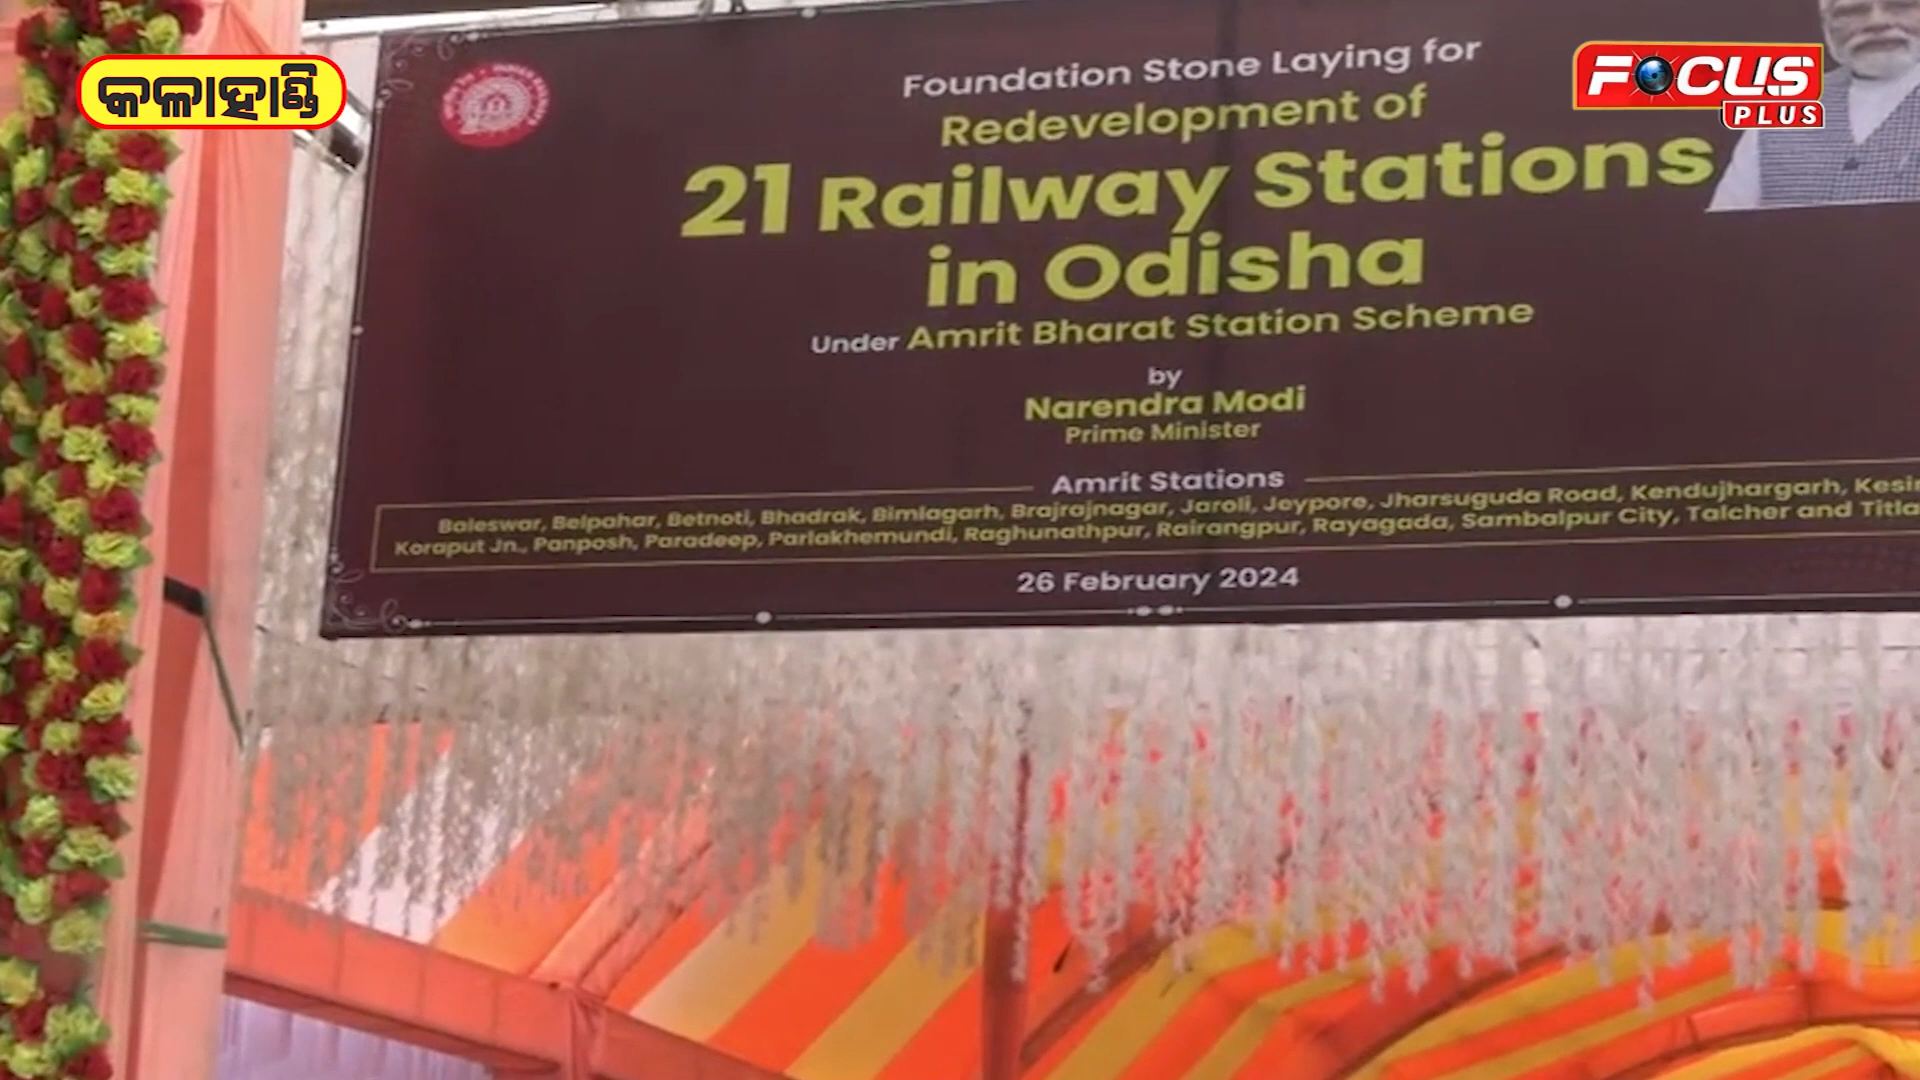 କଳାହାଣ୍ଡି
FOCUS
PLUS
Foundation Stone Laying for
Redevelopment of
21 Railway Stations
in Odisha
Under Amrit Bharat Station Scheme
by
Narendra Modi
Prime Minister
Amrit Stations
Baleswar, Belpahar, Betnoti, Bhadrak, Bimlagarh, Brajrajnagar, Jaroli, Jeypore, Jharsuguda Road, Kendujhargarh,
Koraput Jn., Panposh, Paradeep, Parlakhemundi, Raghunathpur, Rairangpur, Rayagada, Sambalpur City, Talcher and
26 February 2024